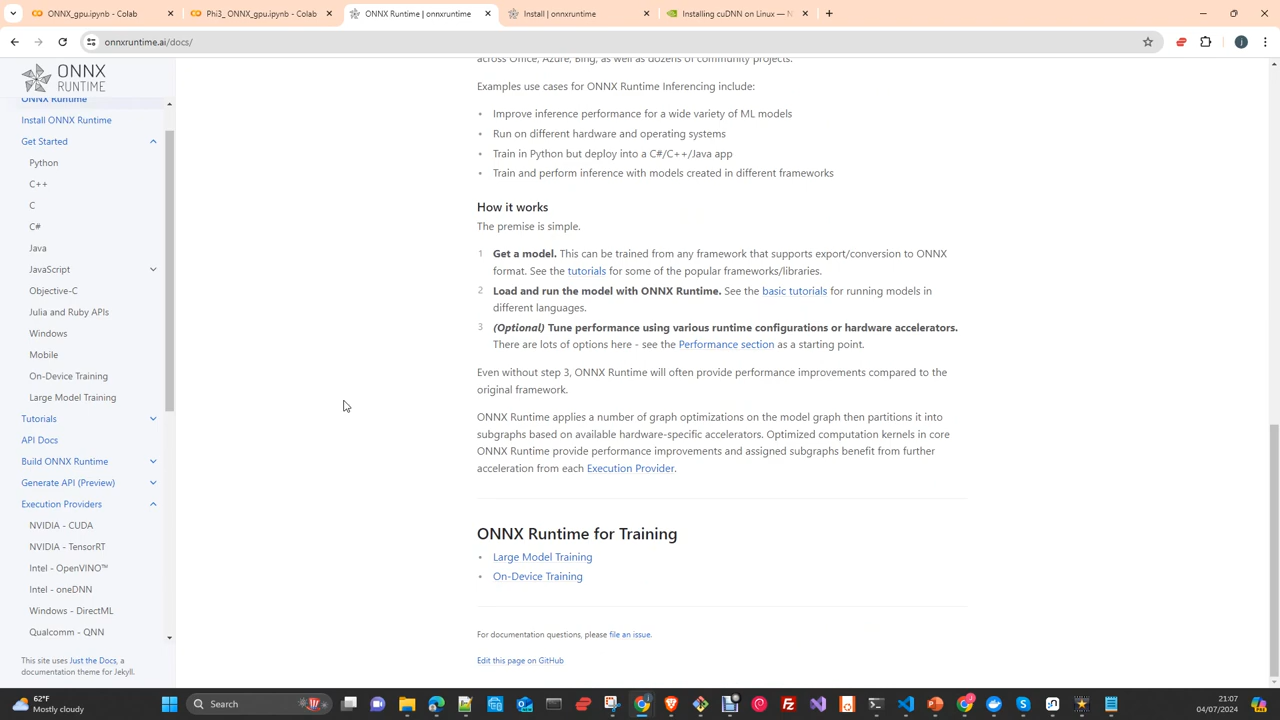 ONNX_gpu.ipynb - Colab
Phi3_ ONNX_gpu.ipynb - Colab
ONNX Runtime | onnxruntime
Install | onnxruntime
Installing cuDNN on Linux — N
onnxruntime.ai/docs/
ONNX
RUNTIME
ONNX Runtime
Install ONNX Runtime
Get Started
Python
C++
C
C#
Java
JavaScript
Objective-C
Julia and Ruby APIs
Windows
Mobile
On-Device Training
Large Model Training
Tutorials
API Docs
Build ONNX Runtime
Generate API (Preview)
Execution Providers
NVIDIA - CUDA
NVIDIA - TensorRT
Intel - OpenVINO™
Intel - oneDNN
Windows - DirectML
Qualcomm - QNN
This site uses Just the Docs, a
documentation theme for Jekyll.
across Office, Azure, Bing, as well as dozens of community projects.
Examples use cases for ONNX Runtime Inferencing include:
• Improve inference performance for a wide variety of ML models
• Run on different hardware and operating systems
• Train in Python but deploy into a C#/C++/Java app
• Train and perform inference with models created in different frameworks
How it works
The premise is simple.
1 Get a model. This can be trained from any framework that supports export/conversion to ONNX
format. See the tutorials for some of the popular frameworks/libraries.
2 Load and run the model with ONNX Runtime. See the basic tutorials for running models in
different languages.
3 (Optional) Tune performance using various runtime configurations or hardware accelerators.
There are lots of options here - see the Performance section as a starting point.
Even without step 3, ONNX Runtime will often provide performance improvements compared to the
original framework.
ONNX Runtime applies a number of graph optimizations on the model graph then partitions it into
subgraphs based on available hardware-specific accelerators. Optimized computation kernels in core
ONNX Runtime provide performance improvements and assigned subgraphs benefit from further
acceleration from each Execution Provider.
ONNX Runtime for Training
• Large Model Training
• On-Device Training
For documentation questions, please file an issue.
Edit this page on GitHub
62°F
Mostly cloudy
Search
21:07
04/07/2024